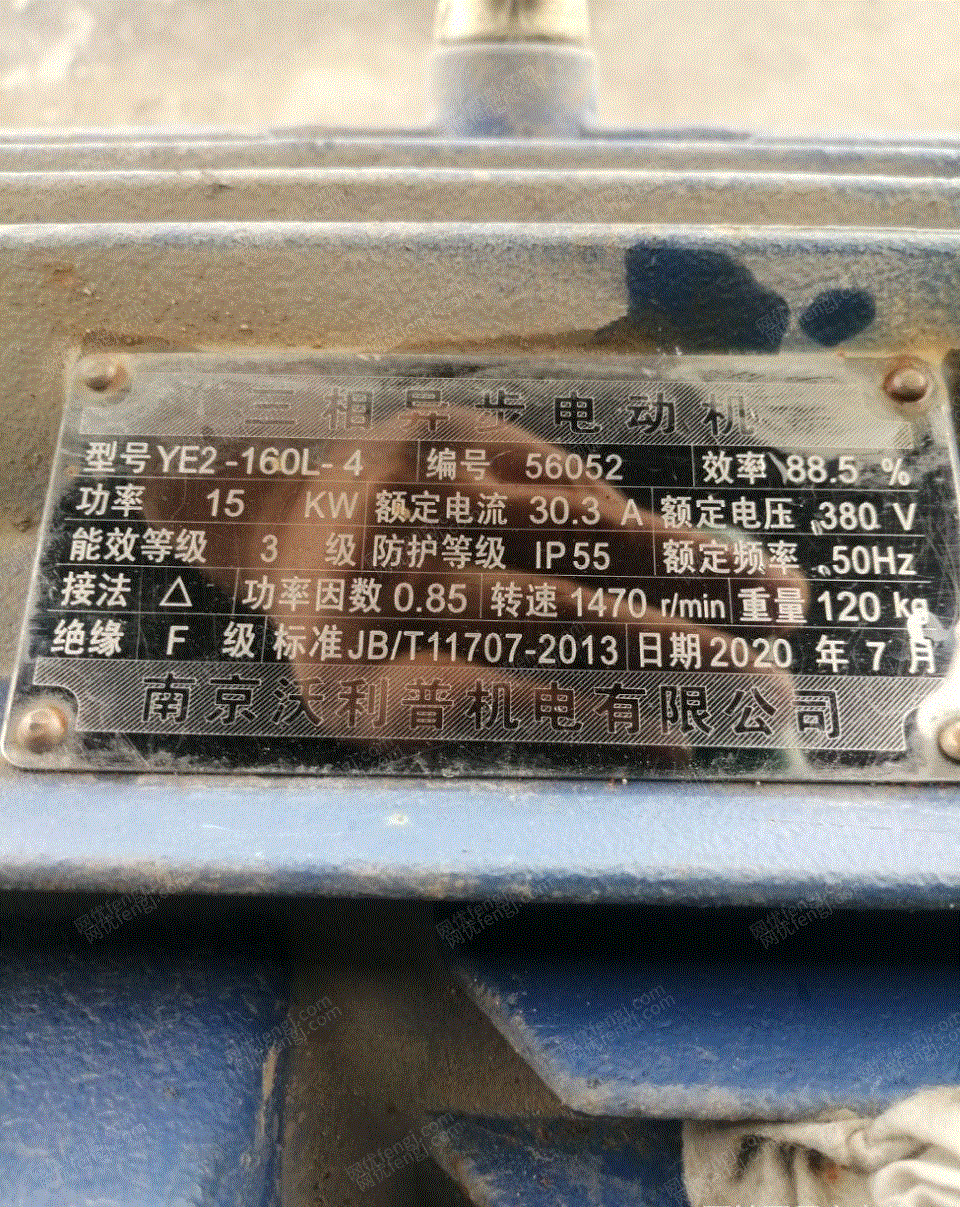 三相异步电动机
型号 YE2-160L-4 编号 56052 效率 88.5 %
功率 15 KW 额定电流 30.3 A 额定电压 380 V
能效等级 3 级 防护等级 IP55 额定频率 50Hz
接法 △ 功率因数 0.85 转速 1470 r/min 重量 120 kg
绝缘 F 级 标准 JB/T11707-2013 日期 2020 年 7 月
南京沃利普机电有限公司